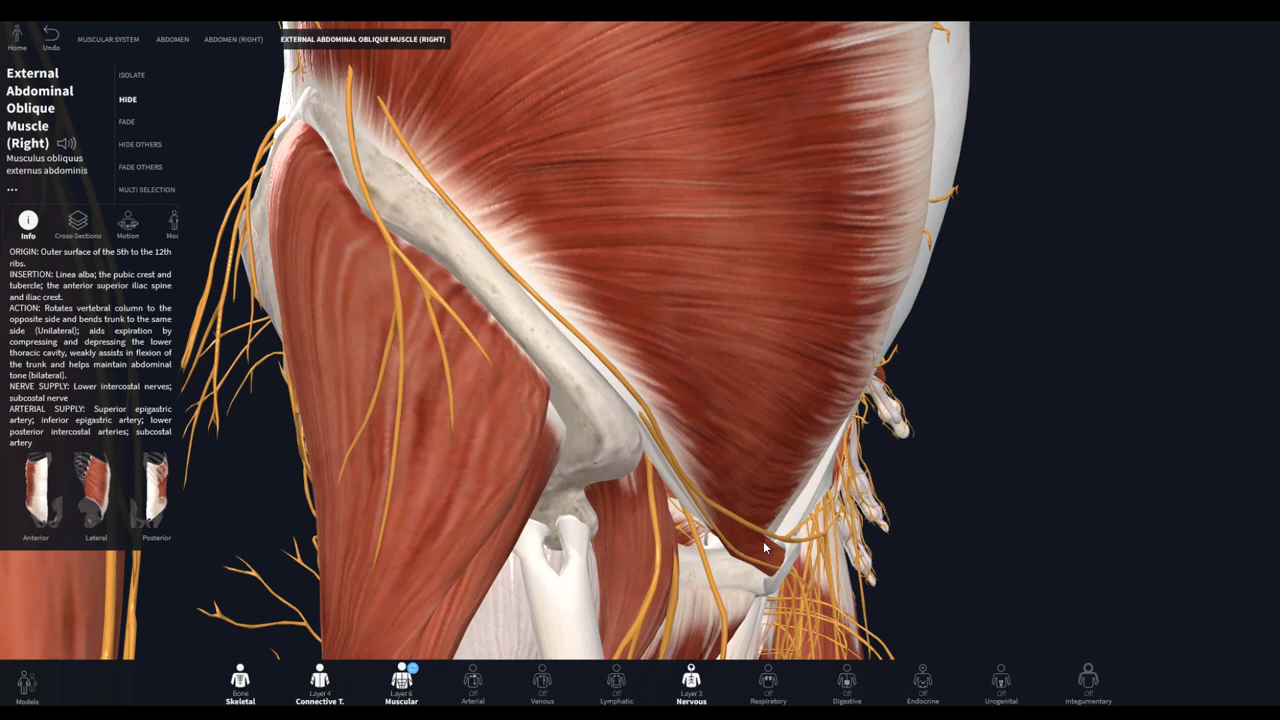 Home
Undo
MUSCULAR SYSTEM
ABDOMEN
ABDOMEN (RIGHT)
EXTERNAL ABDOMINAL OBLIQUE MUSCLE (RIGHT)
External
Abdominal
Oblique
Muscle
(Right)
Musculus obliquus
externus abdominis
...
ISOLATE
HIDE
FADE
HIDE OTHERS
FADE OTHERS
MULTI SELECTION
Info
Cross-Sections
Motion
ORIGIN: Outer surface of the 5th to the 12th
ribs.
INSERTION: Linea alba; the pubic crest and
tubercle; the anterior superior iliac spine
and iliac crest.
ACTION: Rotates vertebral column to the
opposite side and bends trunk to the same
side (Unilateral); aids expiration by
compressing and depressing the lower
thoracic cavity, weakly assists in flexion of
the trunk and helps maintain abdominal
tone (bilateral).
NERVE SUPPLY: Lower intercostal nerves;
subcostal nerve
ARTERIAL SUPPLY: Superior epigastric
artery; inferior epigastric artery; lower
posterior intercostal arteries; subcostal
artery
Anterior
Lateral
Posterior
Models
Bone
Skeletal
Layer 4
Connective T.
Layer 6
Muscular
Off
Arterial
Off
Venous
Off
Lymphatic
Layer 3
Nervous
Off
Respiratory
Off
Digestive
Off
Endocrine
Off
Urogenital
Off
Integumentary